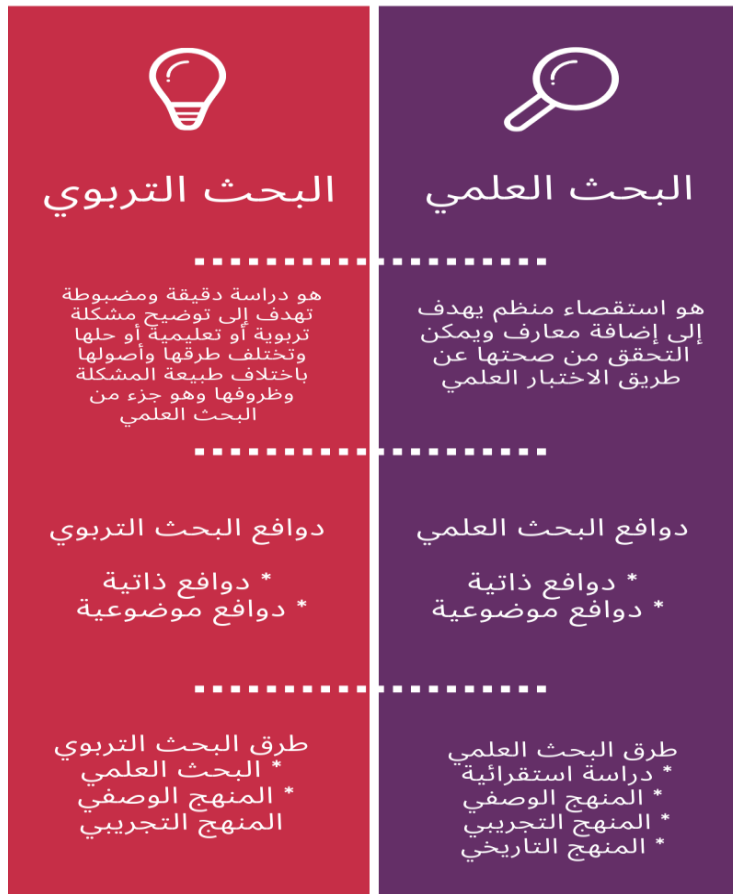 البحث العلمي
هو استقصاء منظم يهدف
إلى إضافة معارف ويمكن
التحقق من صحتها عن
طريق الاختبار العلمي
دوافع البحث العلمي
* دوافع ذاتية
* دوافع موضوعية
طرق البحث العلمي
* دراسة استقرائية
* المنهج الوصفي
* المنهج التجريبي
* المنهج التاريخي
البحث التربوي
هو دراسة دقيقة ومضبوطة
تهدف إلى توضيح مشكلة
تربوية أو تعليمية أو حلها
وتختلف طرقها وأصولها
باختلاف طبيعة المشكلة
وظروفها وهو جزء من
البحث العلمي
دوافع البحث التربوي
* دوافع ذاتية
* دوافع موضوعية
طرق البحث التربوي
* البحث العلمي
* المنهج الوصفي
المنهج التجريبي